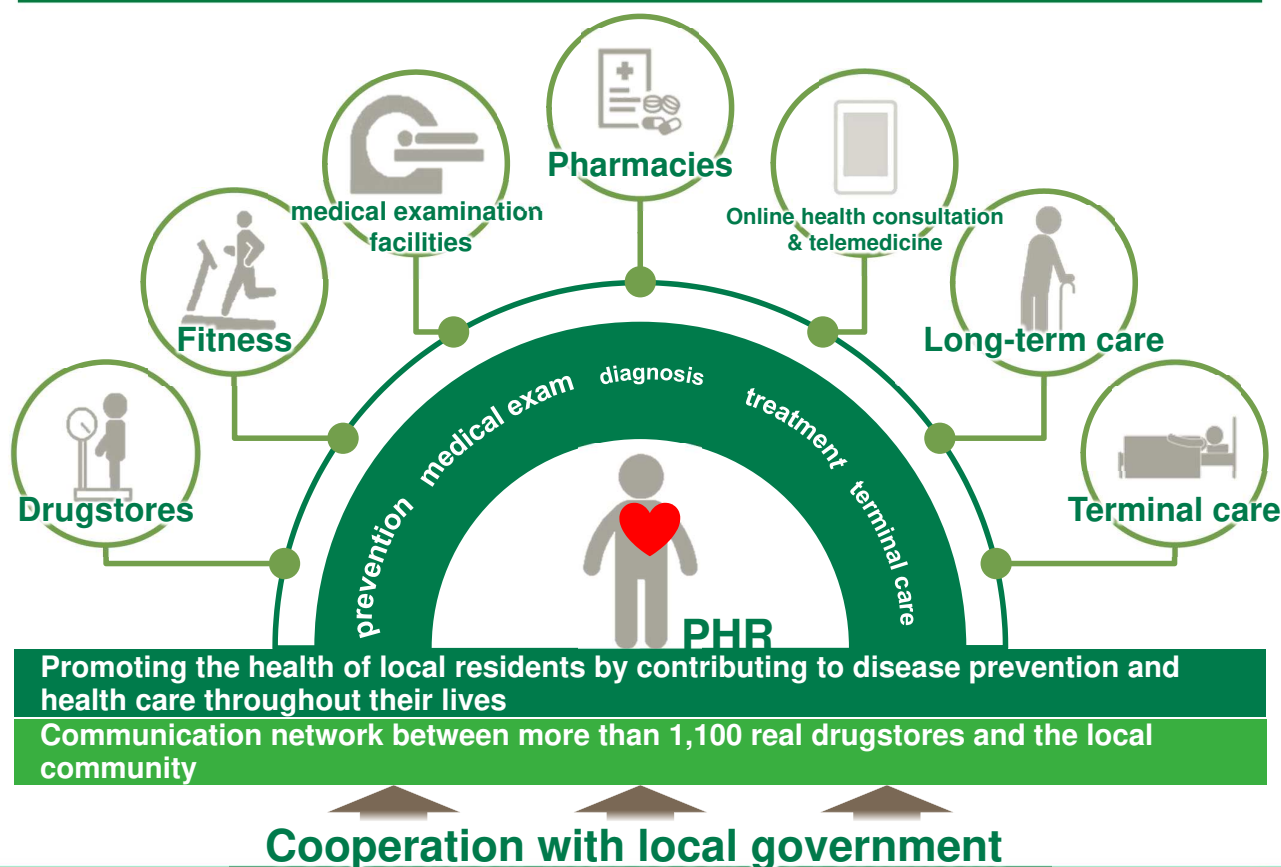 Pharmacies
medical examination
facilities
Online health consultation
& telemedicine
Fitness
Long-term care
Drugstores
Terminal care
prevention
medical exam
diagnosis
treatment
terminal care
PHR
Promoting the health of local residents by contributing to disease prevention and
health care throughout their lives
Communication network between more than 1,100 real drugstores and the local
community
Cooperation with local government